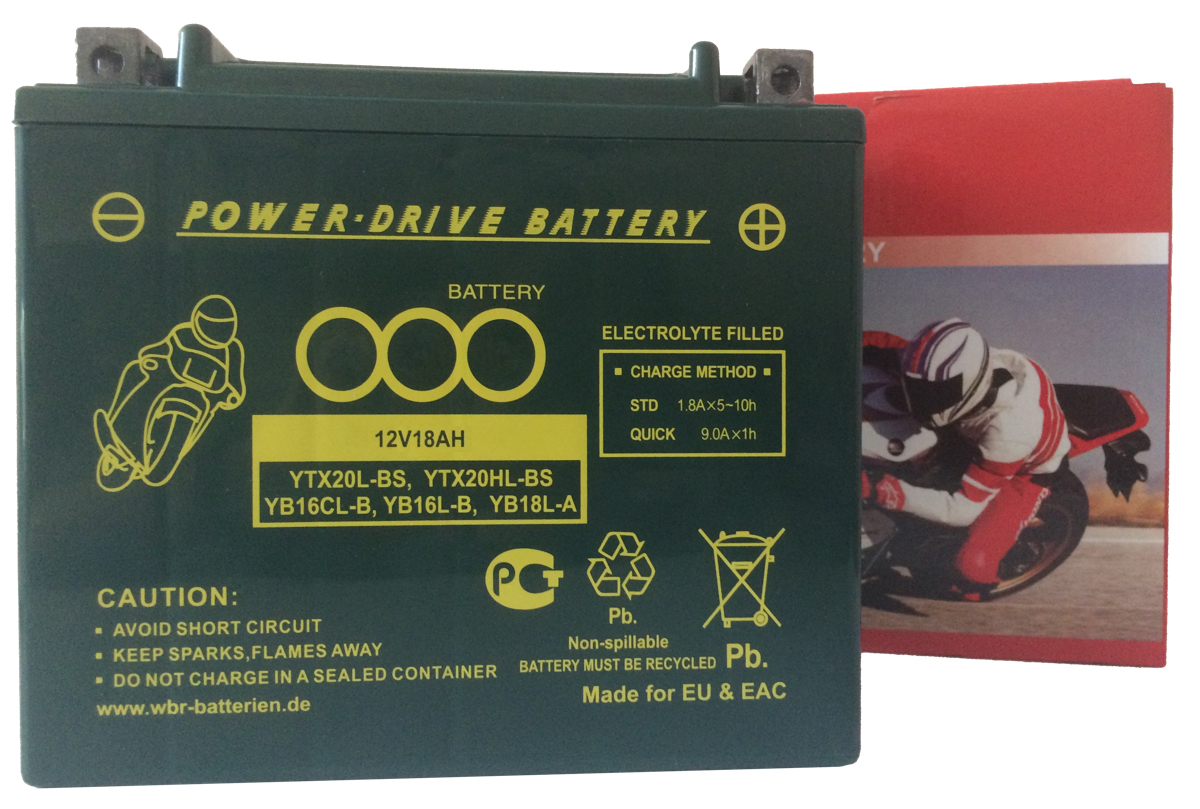 POWER-DRIVE BATTERY
BATTERY
ELECTROLYTE FILLED
▪ CHARGE METHOD ▪
STD 1.8A×5~10h
QUICK 9.0A×1h
12V18AH
YTX20L-BS, YTX20HL-BS
YB16CL-B, YB16L-B, YB18L-A
РСТ
Pb.
Non-spillable
BATTERY MUST BE RECYCLED Pb.
Made for EU & EAC
CAUTION:
▪ AVOID SHORT CIRCUIT
▪ KEEP SPARKS,FLAMES AWAY
▪ DO NOT CHARGE IN A SEALED CONTAINER
www.wbr-batterien.de
RY